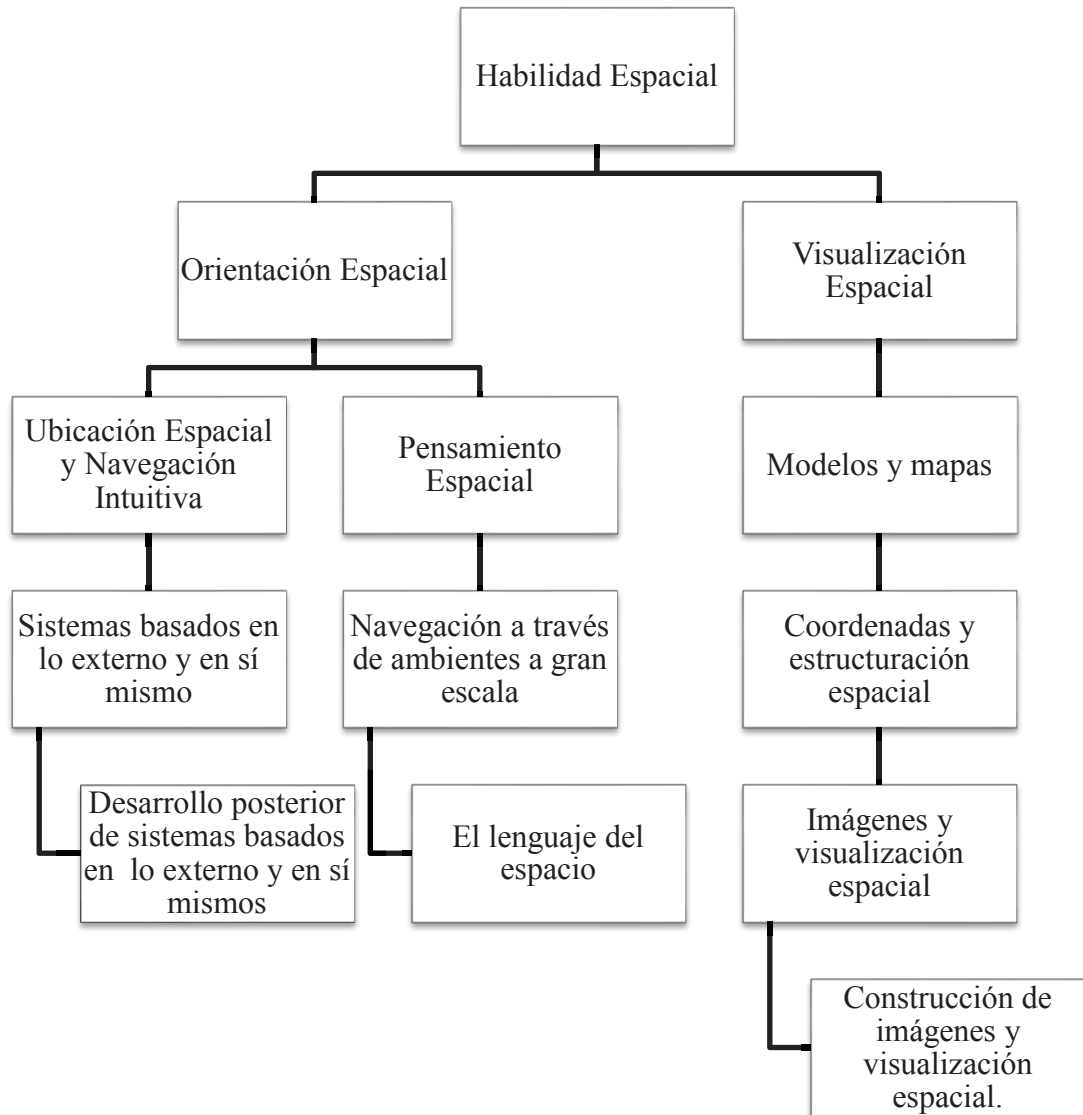 Habilidad Espacial
Orientación Espacial
Visualización
Espacial
Ubicación Espacial
y Navegación
Intuitiva
Pensamiento
Espacial
Modelos y mapas
Sistemas basados en
lo externo y en sí
mismo
Navegación a través
de ambientes a gran
escala
Coordenadas y
estructuración
espacial
Desarrollo posterior
de sistemas basados
en lo externo y en sí
mismos
El lenguaje del
espacio
Imágenes y
visualización
espacial
Construcción de
imágenes y
visualización
espacial.